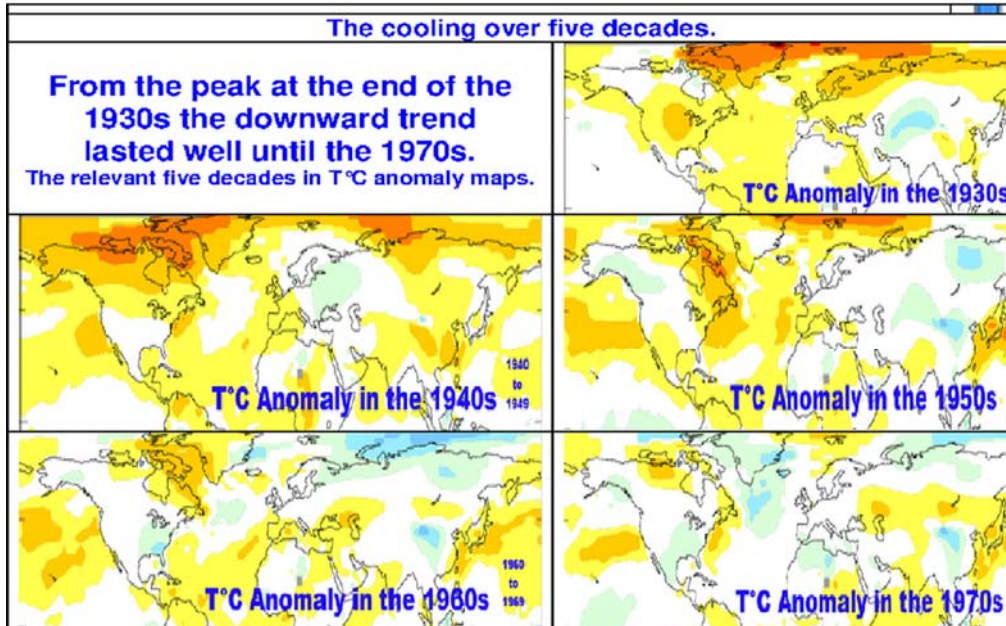 The cooling over five decades.
From the peak at the end of the
1930s the downward trend
lasted well until the 1970s.
The relevant five decades in T°C anomaly maps.
T°C Anomaly in the 1930s
T°C Anomaly in the 1940s
1940
to
1949
T°C Anomaly in the 1950s
T°C Anomaly in the 1960s
1960
to
1969
T°C Anomaly in the 1970s